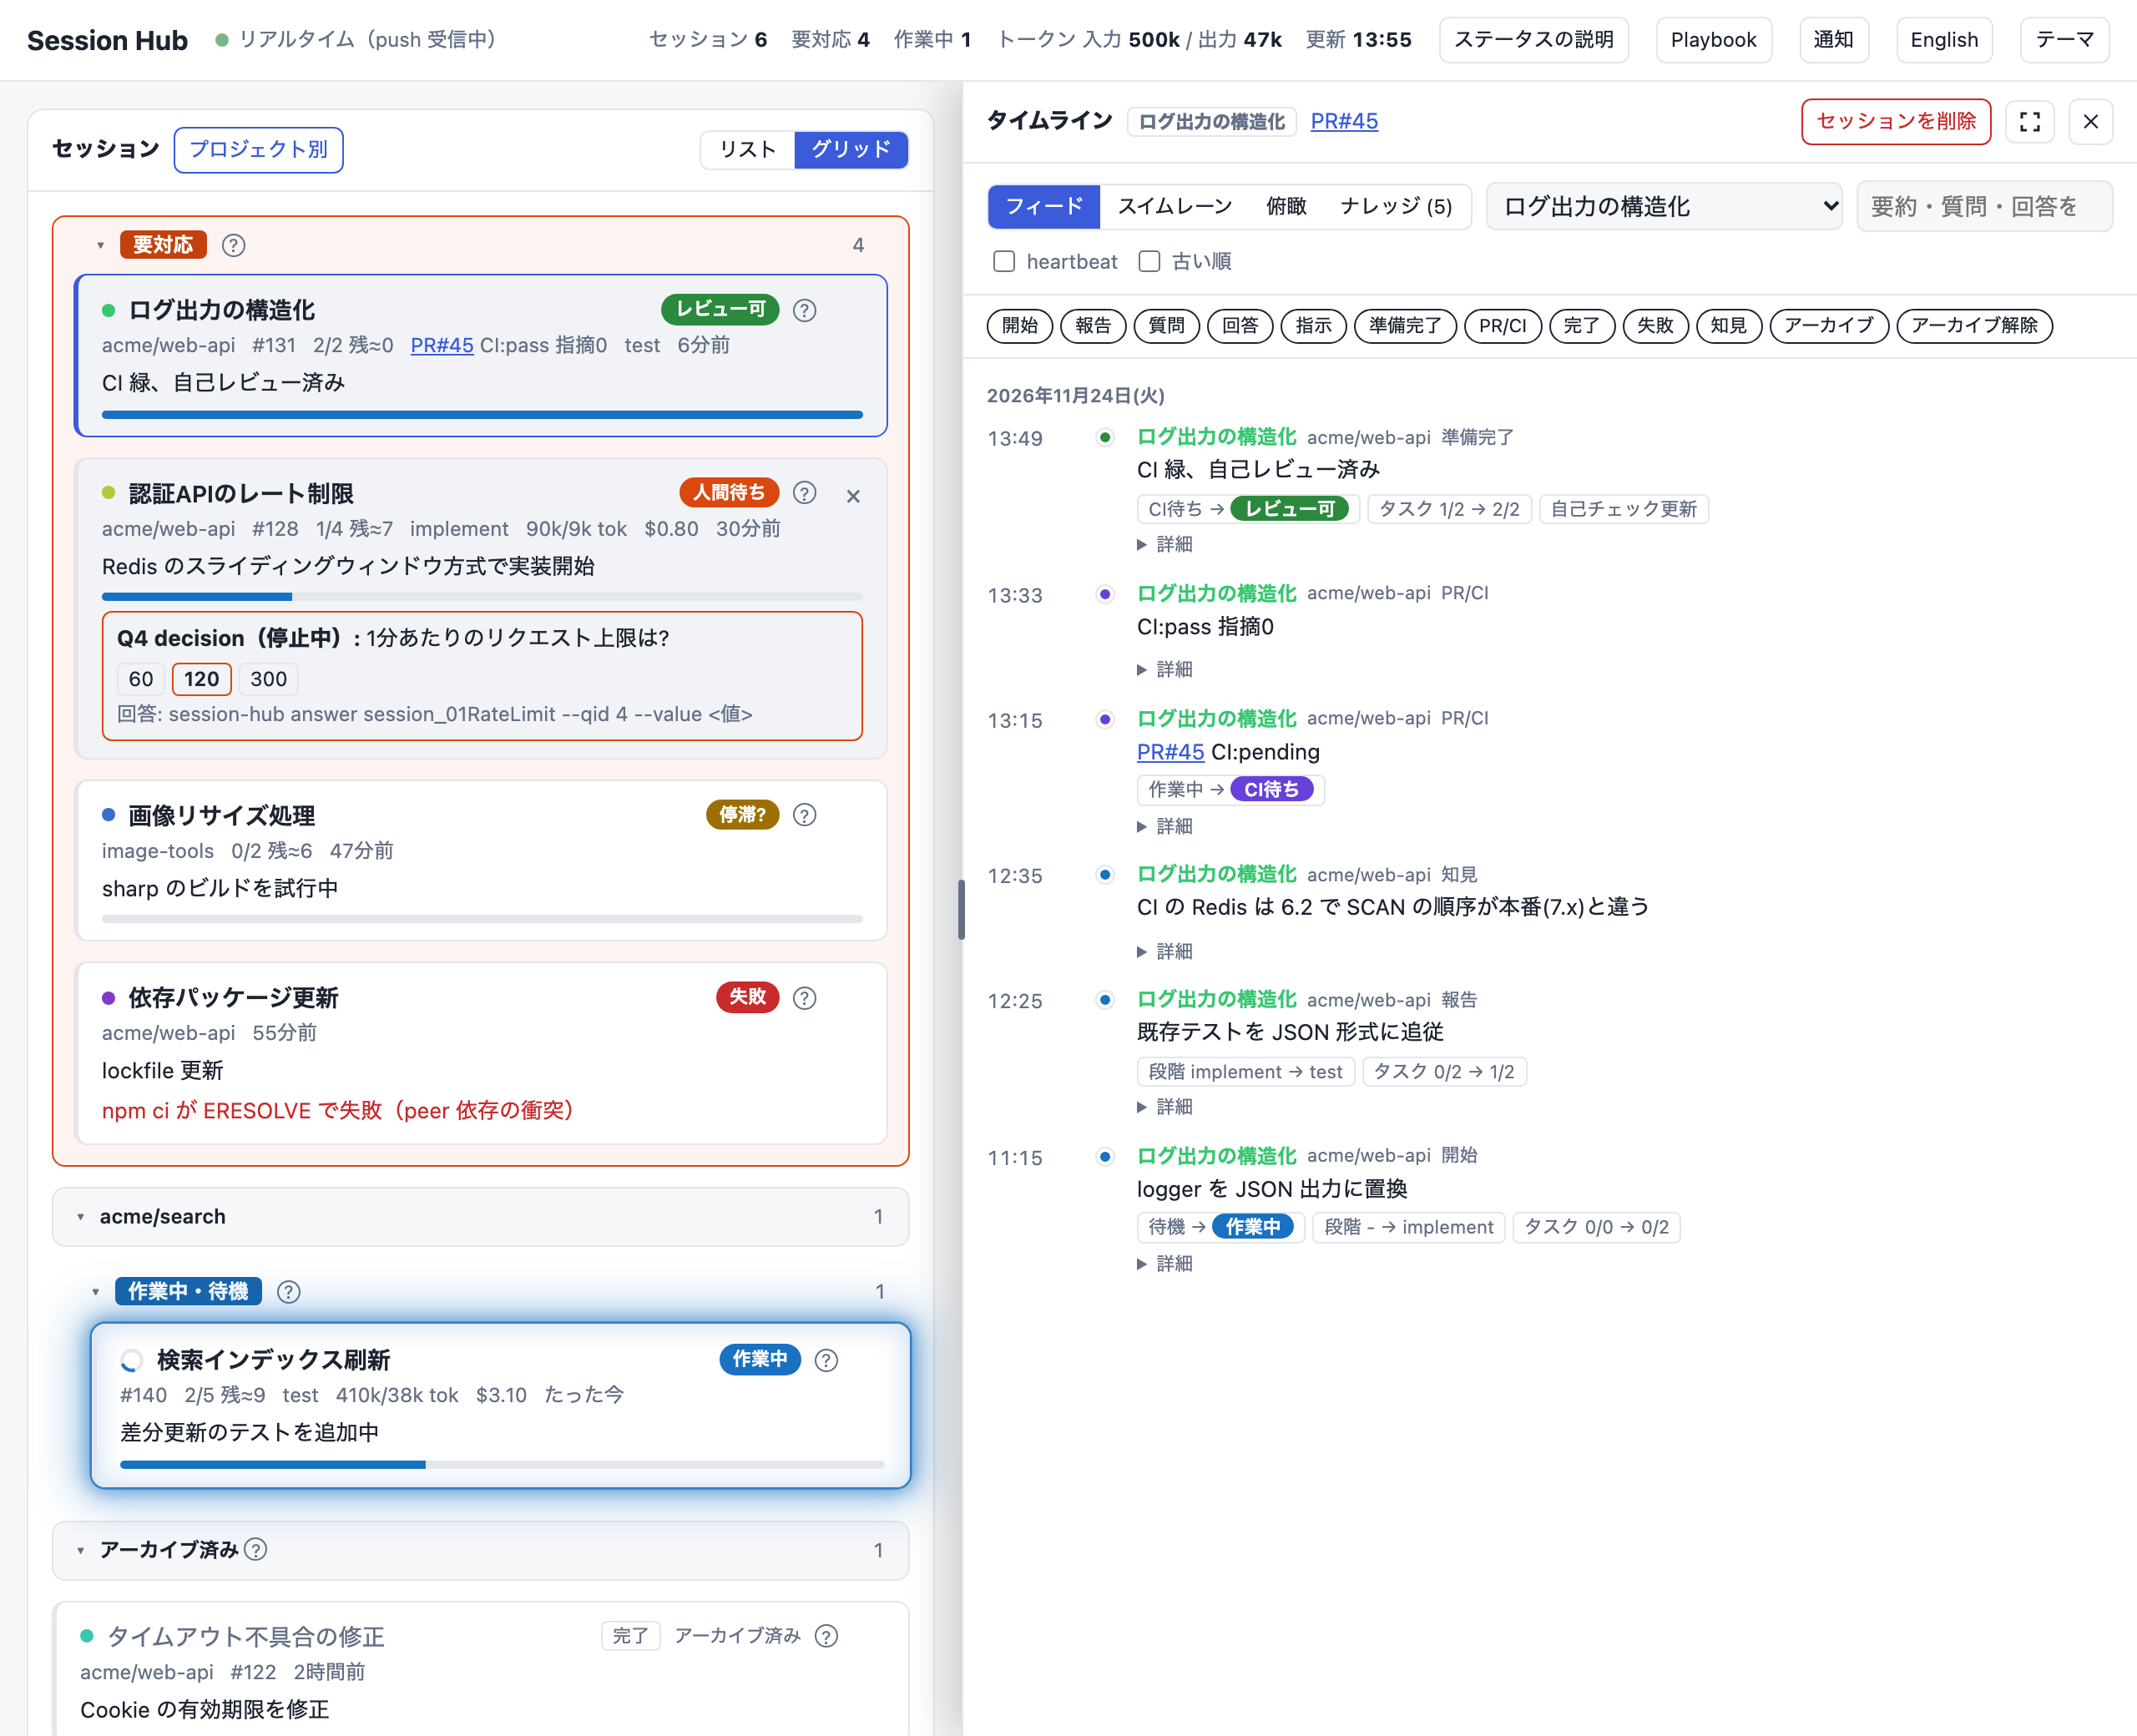 Session Hub リアルタイム（push 受信中） セッション 6 要対応 4 作業中 1 トークン 入力 500k / 出力 47k 更新 13:55 ステータスの説明 Playbook 通知 English テーマ
セッション プロジェクト別 リスト グリッド
要対応 ? 4
ログ出力の構造化 レビュー可 ?
acme/web-api #131 2/2 残≈0 PR#45 CI:pass 指摘0 test 6分前
CI 緑、自己レビュー済み
認証APIのレート制限 人間待ち ? ×
acme/web-api #128 1/4 残≈7 implement 90k/9k tok $0.80 30分前
Redis のスライディングウィンドウ方式で実装開始
Q4 decision（停止中）: 1分あたりのリクエスト上限は?
60 120 300
回答: session-hub answer session_01RateLimit --qid 4 --value <値>
画像リサイズ処理 停滞? ?
image-tools 0/2 残≈6 47分前
sharp のビルドを試行中
依存パッケージ更新 失敗 ?
acme/web-api 55分前
lockfile 更新
npm ci が ERESOLVE で失敗（peer 依存の衝突）
acme/search 1
作業中・待機 ? 1
検索インデックス刷新 作業中 ?
#140 2/5 残≈9 test 410k/38k tok $3.10 たった今
差分更新のテストを追加中
アーカイブ済み ? 1
タイムアウト不具合の修正 完了 アーカイブ済み ?
acme/web-api #122 2時間前
Cookie の有効期限を修正
タイムライン ログ出力の構造化 PR#45 セッションを削除 ×
フィード スイムレーン 俯瞰 ナレッジ (5) ログ出力の構造化 要約・質問・回答を
heartbeat 古い順
開始 報告 質問 回答 指示 準備完了 PR/CI 完了 失敗 知見 アーカイブ アーカイブ解除
2026年11月24日(火)
13:49 ログ出力の構造化 acme/web-api 準備完了
CI 緑、自己レビュー済み
CI待ち → レビュー可 タスク 1/2 → 2/2 自己チェック更新
▶ 詳細
13:33 ログ出力の構造化 acme/web-api PR/CI
CI:pass 指摘0
▶ 詳細
13:15 ログ出力の構造化 acme/web-api PR/CI
PR#45 CI:pending
作業中 → CI待ち
▶ 詳細
12:35 ログ出力の構造化 acme/web-api 知見
CI の Redis は 6.2 で SCAN の順序が本番(7.x)と違う
▶ 詳細
12:25 ログ出力の構造化 acme/web-api 報告
既存テストを JSON 形式に追従
段階 implement → test タスク 0/2 → 1/2
▶ 詳細
11:15 ログ出力の構造化 acme/web-api 開始
logger を JSON 出力に置換
待機 → 作業中 段階 - → implement タスク 0/0 → 0/2
▶ 詳細